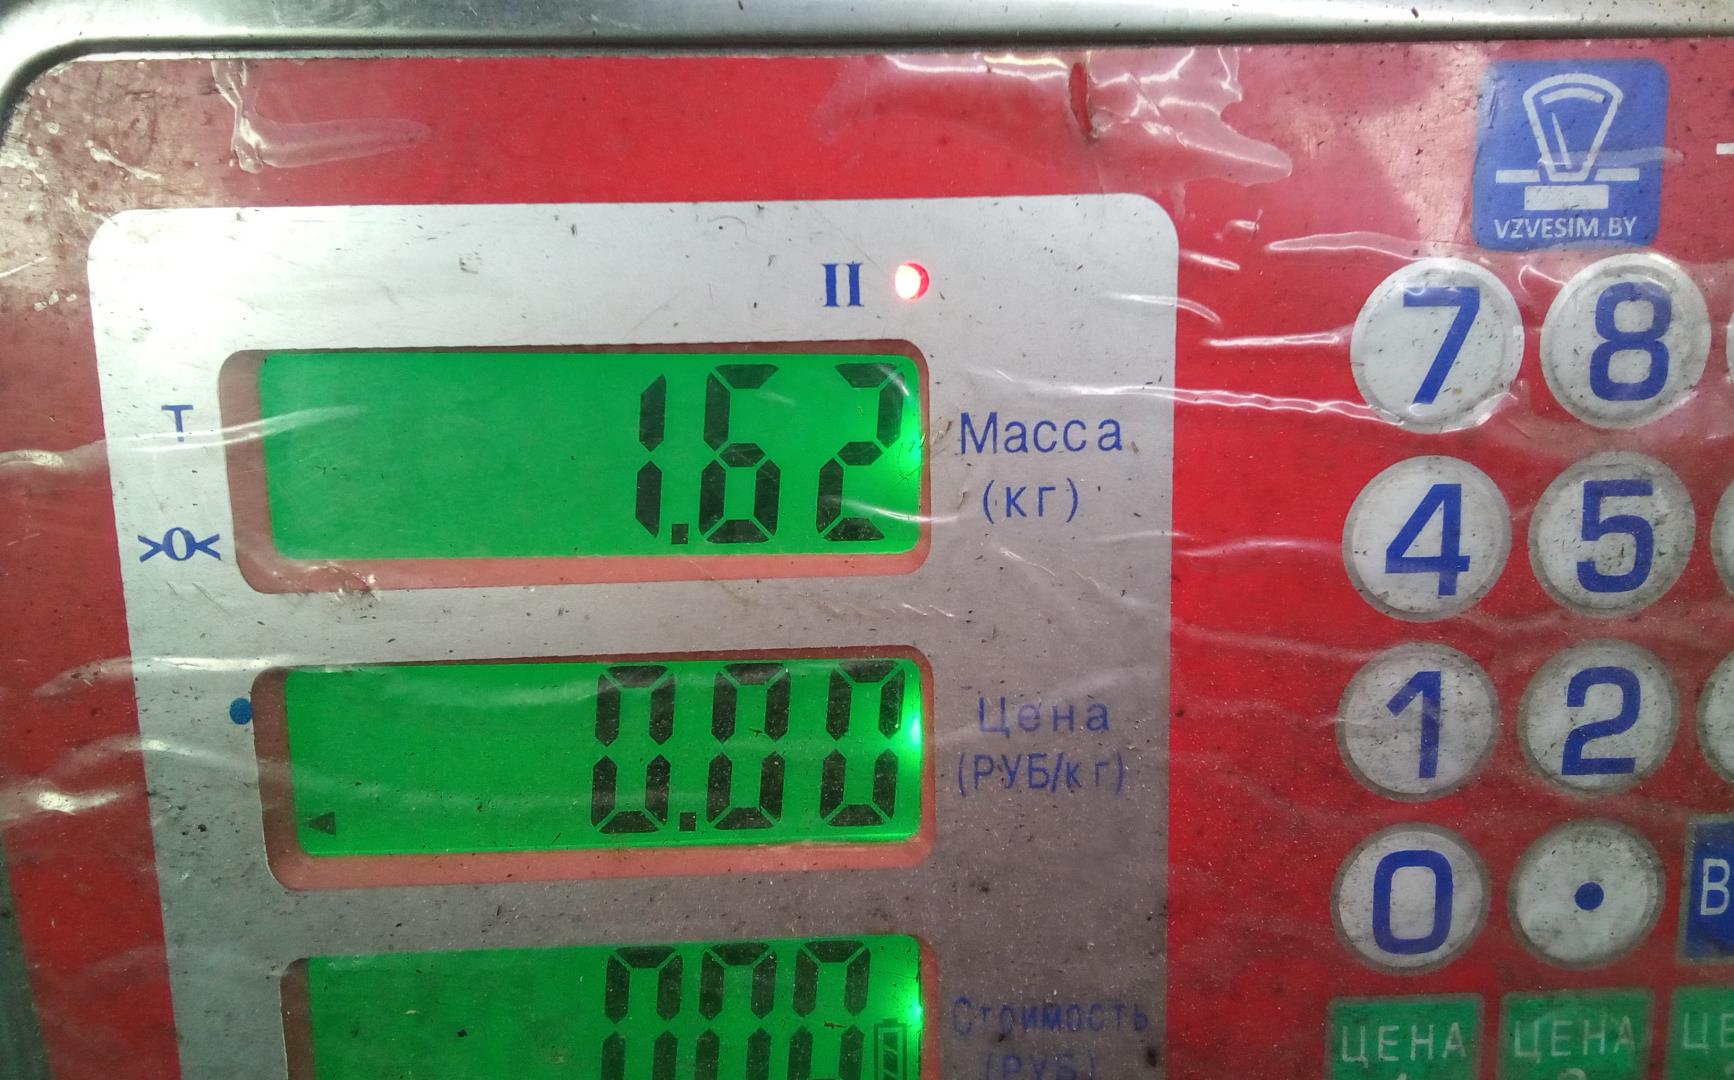 VZVESIM.BY
II
7 8
T
1.62
Масса
(кг)
>0<
4 5
0.00
Цена
(РУБ/кг)
1 2
0 .
В
0.00
Стоимость
(РУБ)
ЦЕНА ЦЕНА